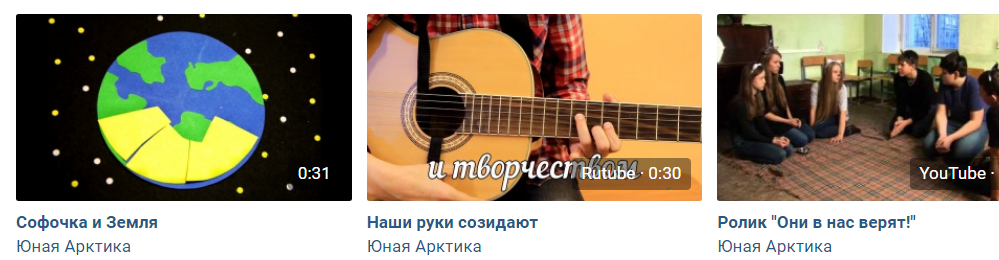 0:31
и творчеством
Rutube · 0:30
YouTube ·
Софочка и Земля
Наши руки созидают
Ролик "Они в нас верят!"
Юная Арктика
Юная Арктика
Юная Арктика